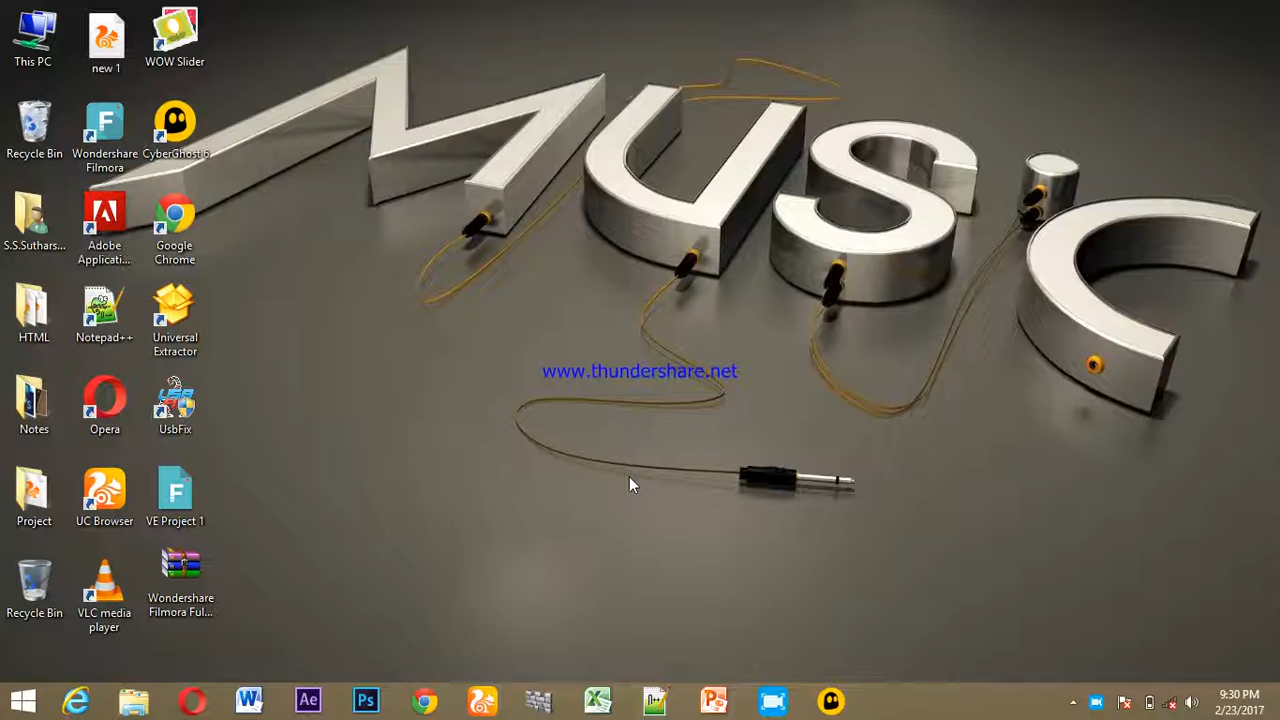 This PC
new 1
WOW Slider
Recycle Bin
Wondershare
Filmora
CyberGhost 6
S.S.Suthars...
Adobe
Applicati...
Google
Chrome
HTML
Notepad++
Universal
Extractor
Notes
Opera
UsbFix
Project
UC Browser
VE Project 1
Recycle Bin
VLC media
player
Wondershare
Filmora Ful...
MUSiC
www.thundershare.net
9:30 PM
2/23/2017